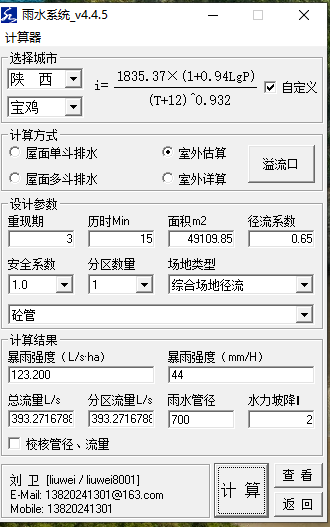 雨水系统_v4.4.5
计算器
选择城市
陕 西
宝鸡
i= 1835.37×(1+0.94LgP)
(T+12)^0.932
自定义
计算方式
屋面单斗排水 室外估算
屋面多斗排水 室外详算
溢流口
设计参数
重现期 历时Min 面积m2 径流系数
3 15 49109.85 0.65
安全系数 分区数量 场地类型
1.0 1 综合场地径流
砼管
计算结果
暴雨强度（L/s·ha） 暴雨强度（mm/H）
123.200 44
总流量L/s 分区流量L/s 雨水管径 水力坡降I
393.2716788 393.2716788 700 2
校核管径、流量
刘 卫 [liuwei / liuwei8001]
E-Mail: 13820241301@163.com
Mobile: 13820241301
计 算
查 看
返 回